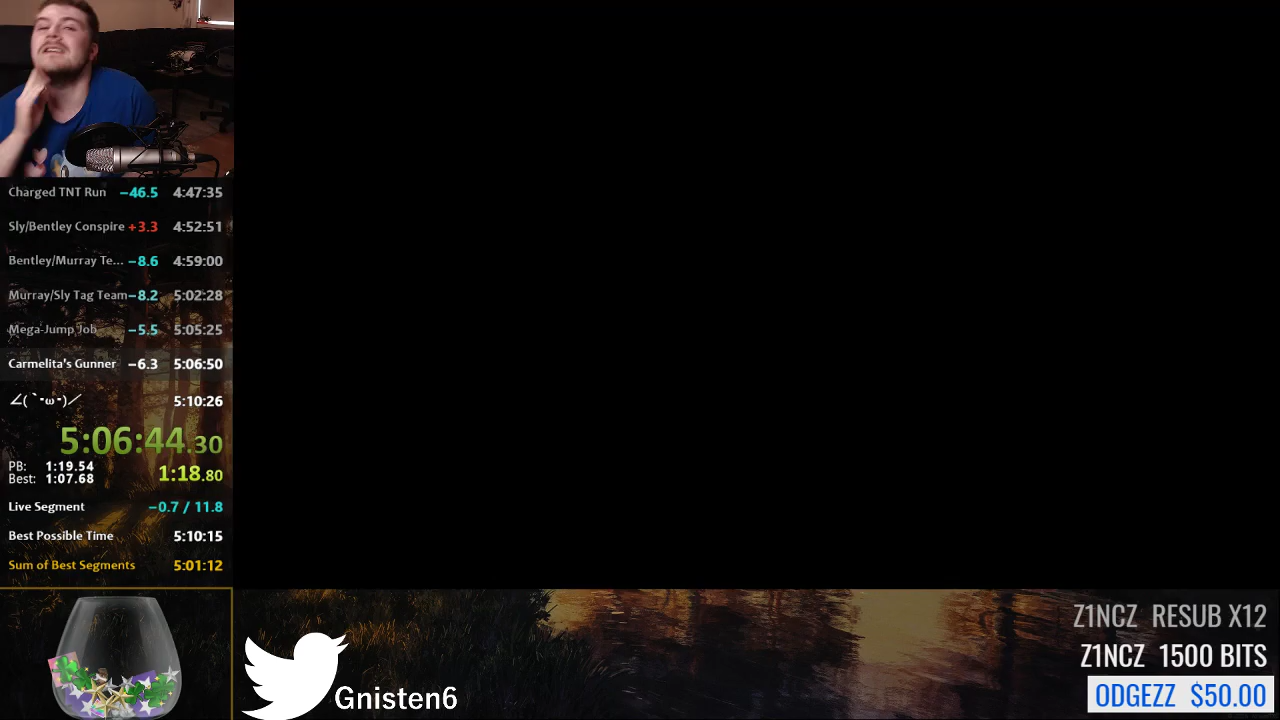 Charged TNT Run −46.5 4:47:35
Sly/Bentley Conspire +3.3 4:52:51
Bentley/Murray Te... −8.6 4:59:00
Murray/Sly Tag Team −8.2 5:02:28
Mega-Jump Job −5.5 5:05:25
Carmelita's Gunner −6.3 5:06:50
∠(｀･ω･)／ 5:10:26
5:06:44.30
PB: 1:19.54 1:18.80
Best: 1:07.68
Live Segment −0.7 / 11.8
Best Possible Time 5:10:15
Sum of Best Segments 5:01:12
Gnisten6
Z1NCZ RESUB X12
Z1NCZ 1500 BITS
ODGEZZ $50.00